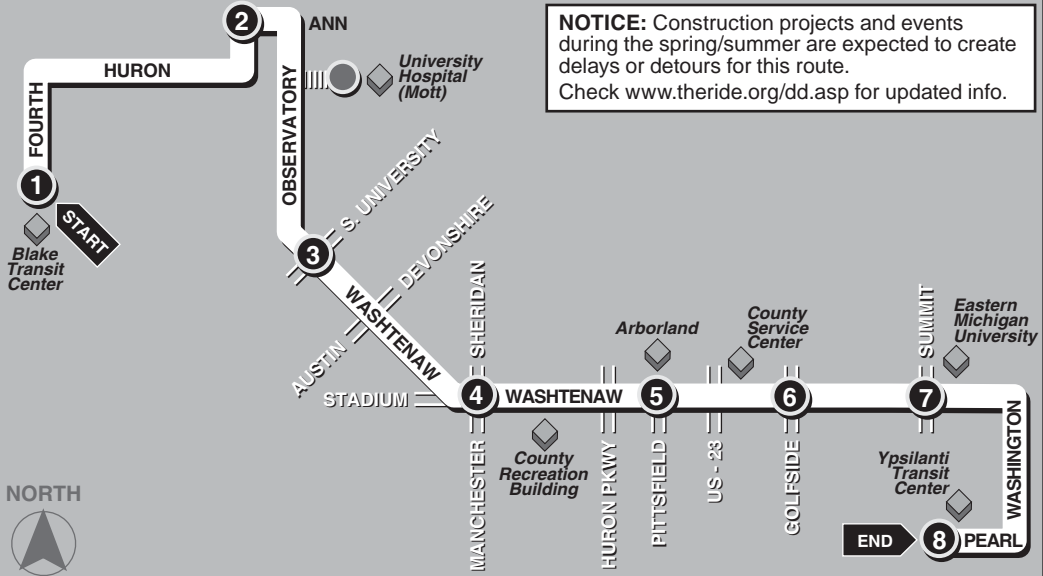 NOTICE: Construction projects and events
during the spring/summer are expected to create
delays or detours for this route.
Check www.theride.org/dd.asp for updated info.
2
ANN
HURON
University
Hospital
(Mott)
FOURTH
OBSERVATORY
1
START
Blake
Transit
Center
S. UNIVERSITY
3
DEVONSHIRE
WASHTENAW
AUSTIN
SHERIDAN
STADIUM
4
WASHTENAW
Arborland
5
County
Service
Center
6
SUMMIT
7
Eastern
Michigan
University
County
Recreation
Building
MANCHESTER
HURON PKWY
PITTSFIELD
US - 23
GOLFSIDE
Ypsilanti
Transit
Center
WASHINGTON
END
8
PEARL
NORTH